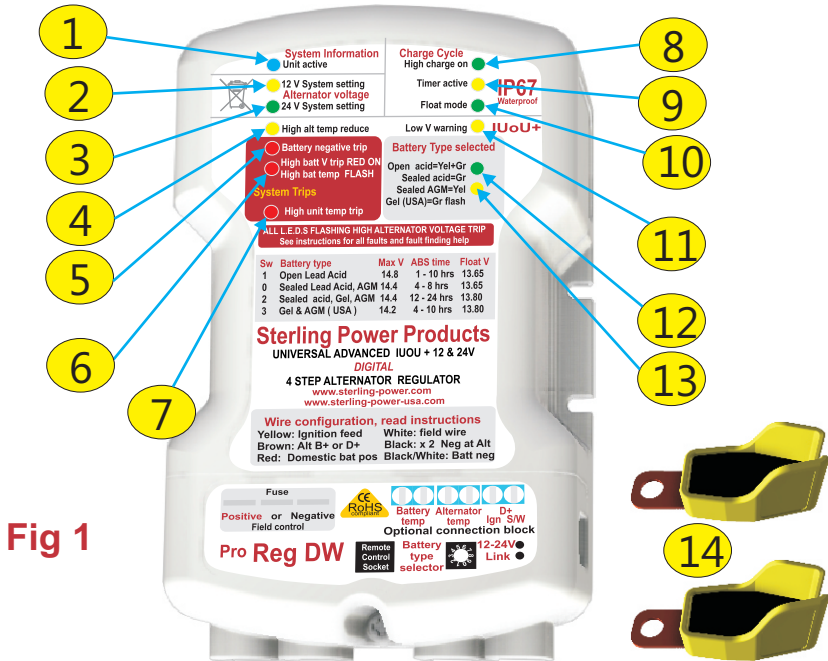 1
2
3
4
5
6
7
8
9
10
11
12
13
14
System Information
Unit active
12 V System setting
Alternator voltage
24 V System setting
High alt temp reduce
Charge Cycle
High charge on
Timer active
IP67
Waterproof
Float mode
Low V warning
IUoU+
Battery negative trip
High batt V trip RED ON
High bat temp FLASH
System Trips
High unit temp trip
Battery Type selected
Open acid=Yel+Gr
Sealed acid=Gr
Sealed AGM=Yel
Gel (USA)=Gr flash
ALL L.E.D.S FLASHING HIGH ALTERNATOR VOLTAGE TRIP
See instructions for all faults and fault finding help
Sw Battery type Max V ABS time Float V
1 Open Lead Acid 14.8 1 - 10 hrs 13.65
0 Sealed Lead Acid, AGM 14.4 4 - 8 hrs 13.65
2 Sealed acid, Gel, AGM 14.4 12 - 24 hrs 13.80
3 Gel & AGM ( USA ) 14.2 4 - 10 hrs 13.80
Sterling Power Products
UNIVERSAL ADVANCED IUOU + 12 & 24V
DIGITAL
4 STEP ALTERNATOR REGULATOR
www.sterling-power.com
www.sterling-power-usa.com
Wire configuration, read instructions
Yellow: Ignition feed White: field wire
Brown: Alt B+ or D+ Black: x 2 Neg at Alt
Red: Domestic bat pos Black/White: Batt neg
Fuse
Positive or Negative
Field control
CE
RoHS
compliant
Battery temp
Alternator temp
D+
Ign S/W
Optional connection block
Pro Reg DW
Remote
Control
Socket
Battery
type
selector
12-24V
Link
Fig 1